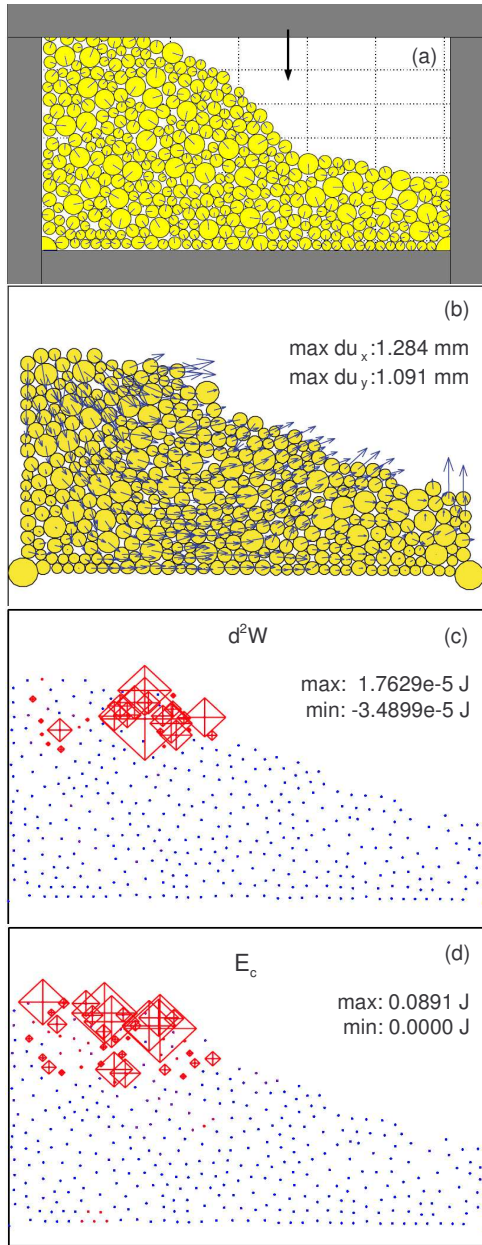 (a)
(b)
max du x :1.284 mm
max du y :1.091 mm
d²W
(c)
max: 1.7629e-5 J
min: -3.4899e-5 J
(d)
E c
max: 0.0891 J
min: 0.0000 J